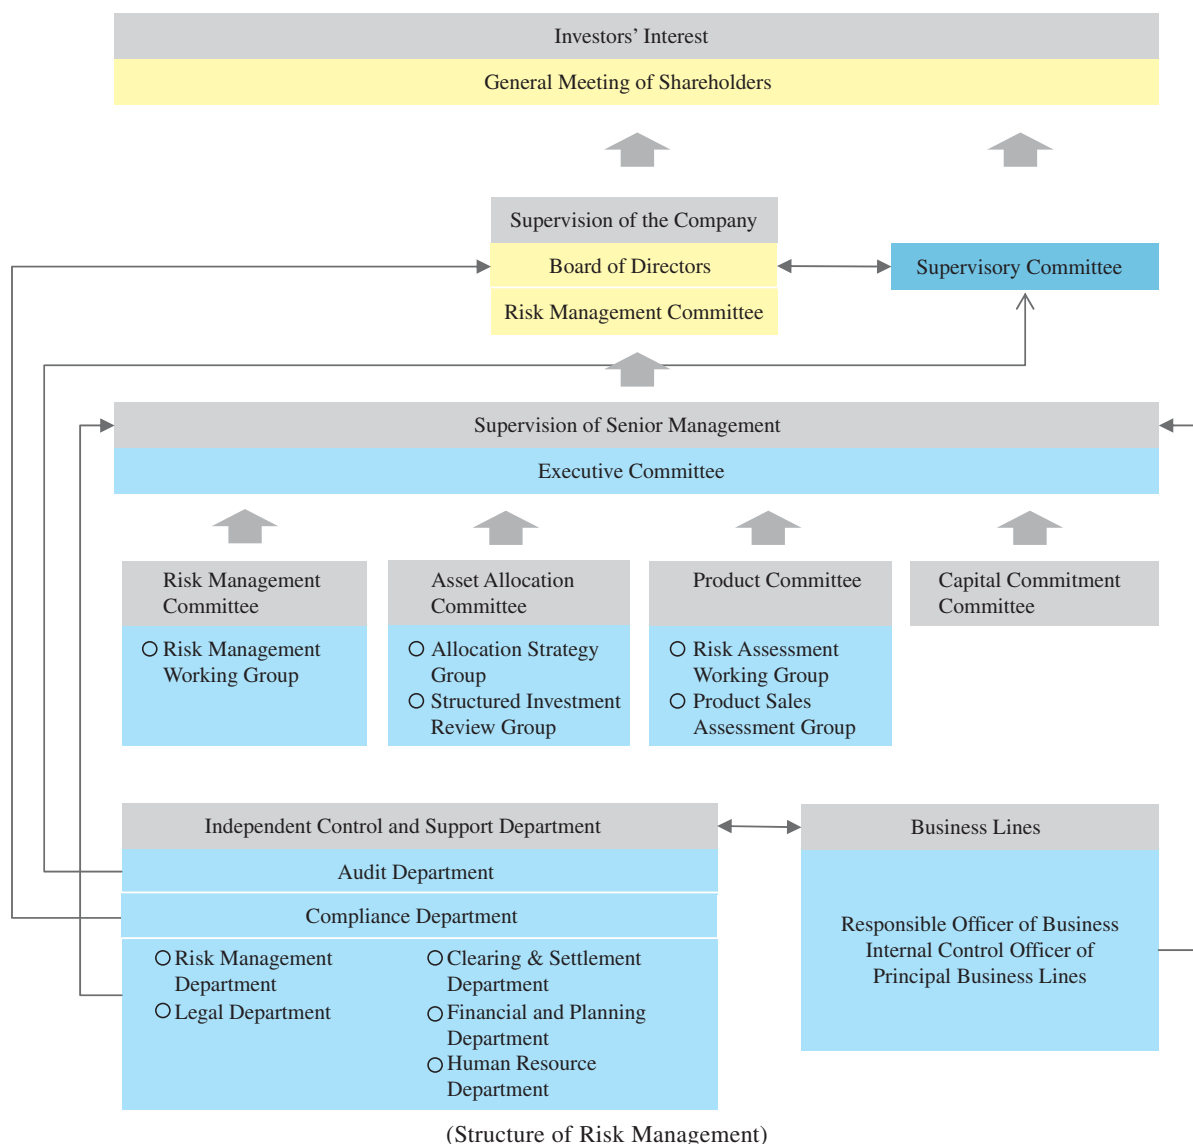 Investors’ Interest
General Meeting of Shareholders
Supervision of the Company
Board of Directors
Supervisory Committee
Risk Management Committee
Supervision of Senior Management
Executive Committee
Risk Management
Committee
Risk Management
Working Group
Asset Allocation
Committee
Allocation Strategy
Group
Structured Investment
Review Group
Product Committee
Risk Assessment
Working Group
Product Sales
Assessment Group
Capital Commitment
Committee
Independent Control and Support Department
Audit Department
Compliance Department
Risk Management
Department
Legal Department
Clearing & Settlement
Department
Financial and Planning
Department
Human Resource
Department
Business Lines
Responsible Officer of Business
Internal Control Officer of
Principal Business Lines
(Structure of Risk Management)